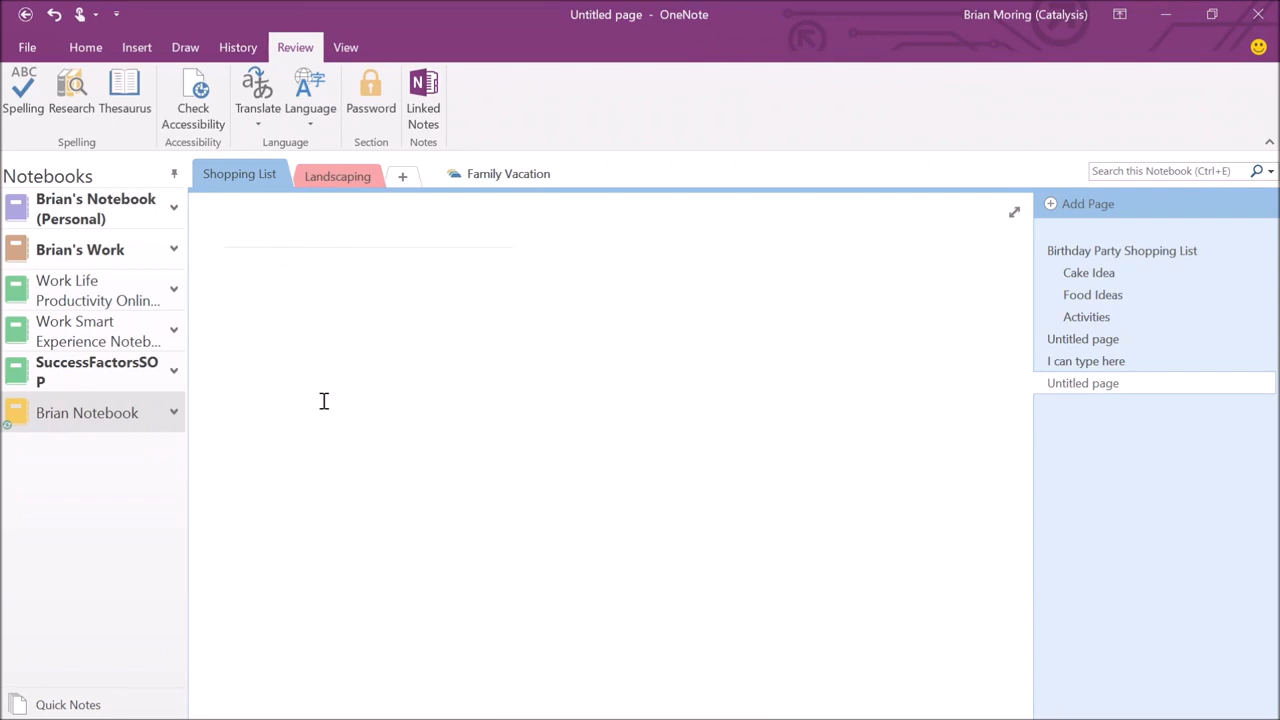 Untitled page - OneNote
Brian Moring (Catalysis)
File Home Insert Draw History Review View
ABC
Spelling Research Thesaurus
Check Accessibility
Translate Language
Password
Linked Notes
Spelling Accessibility Language Section Notes
Notebooks
Shopping List Landscaping + Family Vacation
Search this Notebook (Ctrl+E)
Brian's Notebook
(Personal)
Brian's Work
Work Life
Productivity Onlin...
Work Smart
Experience Noteb...
SuccessFactorsSO
P
Brian Notebook
Quick Notes
Add Page
Birthday Party Shopping List
Cake Idea
Food Ideas
Activities
Untitled page
I can type here
Untitled page